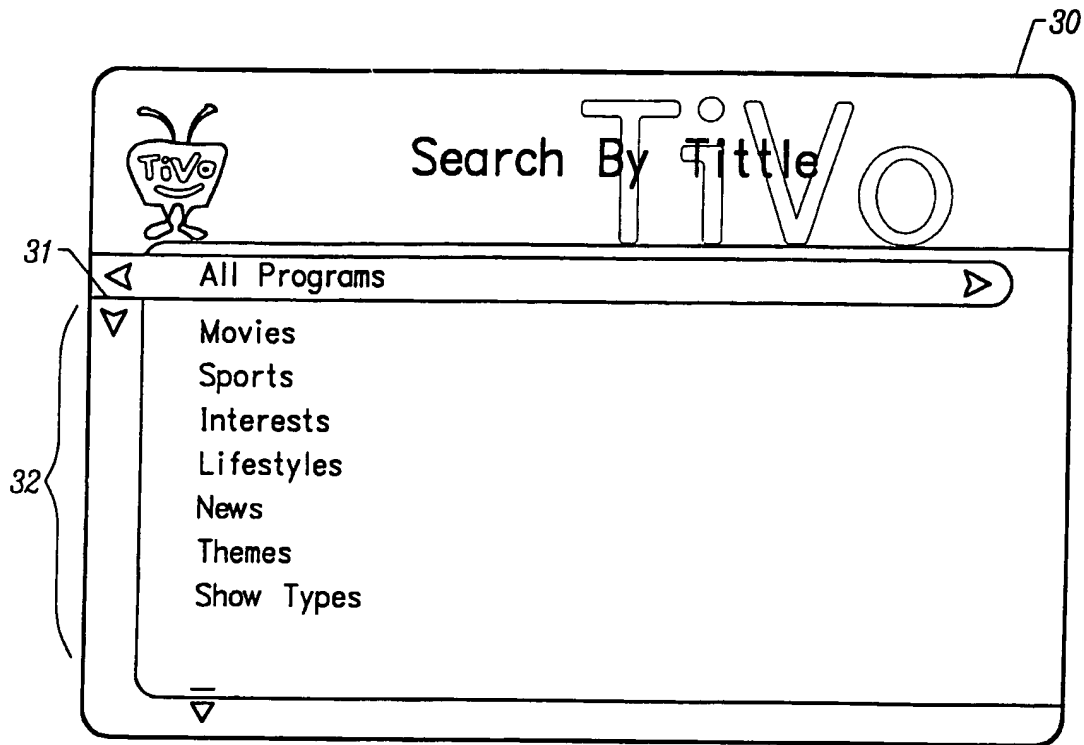 30
TiVo
TiVo
Search By Tittle
31
All Programs
Movies
Sports
Interests
Lifestyles
32
News
Themes
Show Types